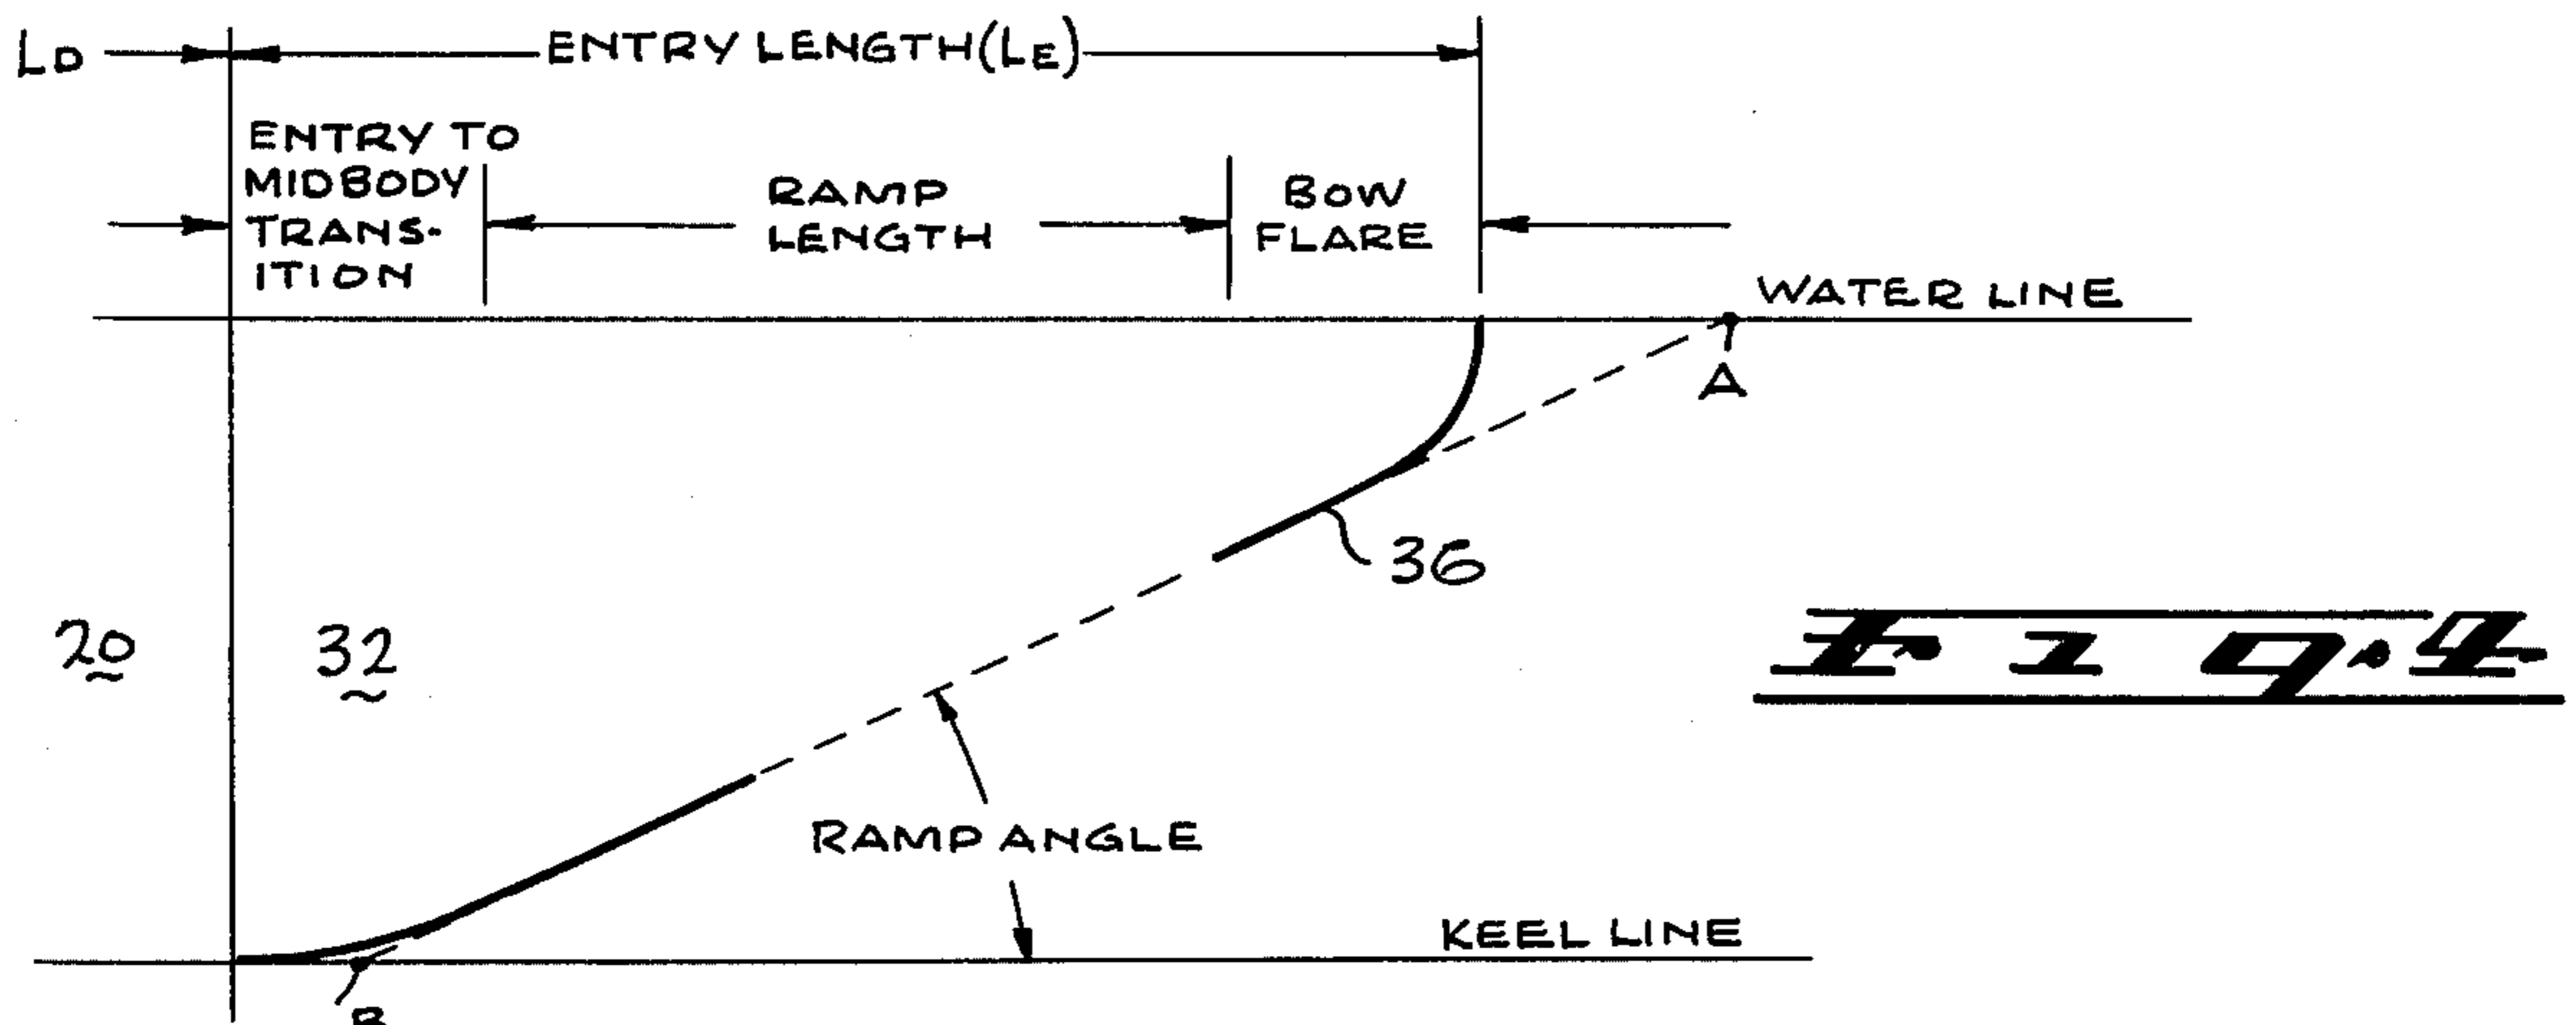 LD
ENTRY LENGTH(LE)
ENTRY TO
MIDBODY
TRANS-
ITION
RAMP
LENGTH
BOW
FLARE
WATER LINE
A
36
20
32
Fig. 4
RAMP ANGLE
KEEL LINE
B